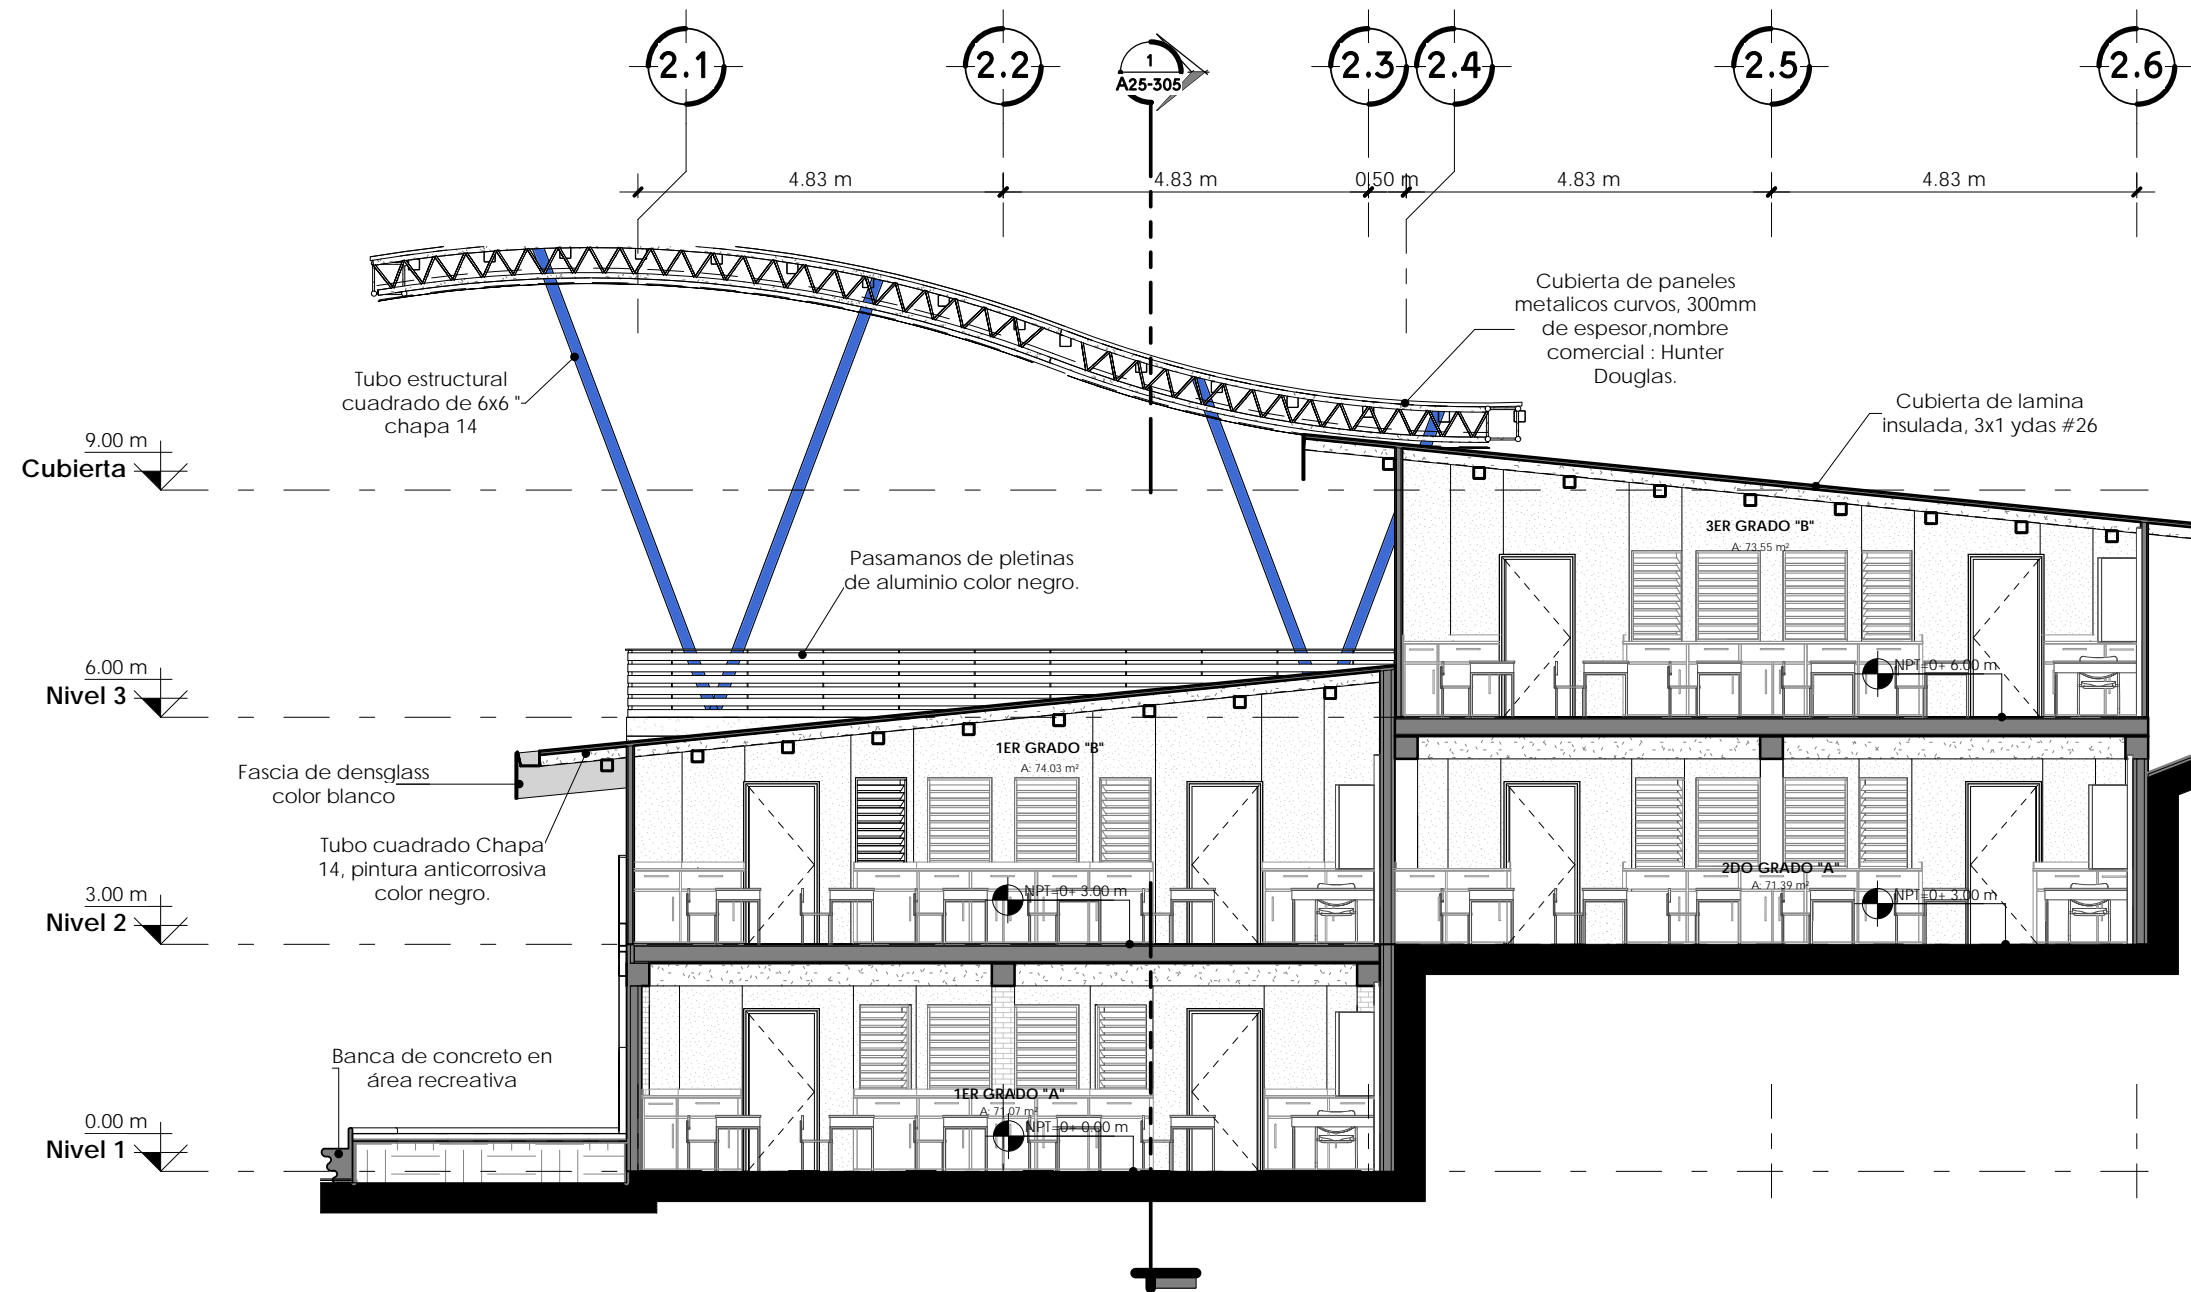 2.1
2.2
1
A25-305
2.3
2.4
2.5
2.6
4.83 m
4.83 m
0.50 m
4.83 m
4.83 m
Cubierta de paneles
metalicos curvos, 300mm
de espesor,nombre
comercial : Hunter
Douglas.
Tubo estructural
cuadrado de 6x6 "
chapa 14
Cubierta de lamina
insulada, 3x1 ydas #26
9.00 m
Cubierta
3ER GRADO "B"
A: 73.55 m²
Pasamanos de pletinas
de aluminio color negro.
6.00 m
Nivel 3
NPT=0+ 6.00 m
1ER GRADO "B"
A: 74.03 m²
Fascia de densglass
color blanco
Tubo cuadrado Chapa
14, pintura anticorrosiva
color negro.
2DO GRADO "A"
A: 71.39 m²
3.00 m
Nivel 2
NPT=0+ 3.00 m
NPT=0+ 3.00 m
Banca de concreto en
área recreativa
1ER GRADO "A"
A: 71.07 m²
0.00 m
Nivel 1
NPT=0+ 0.00 m